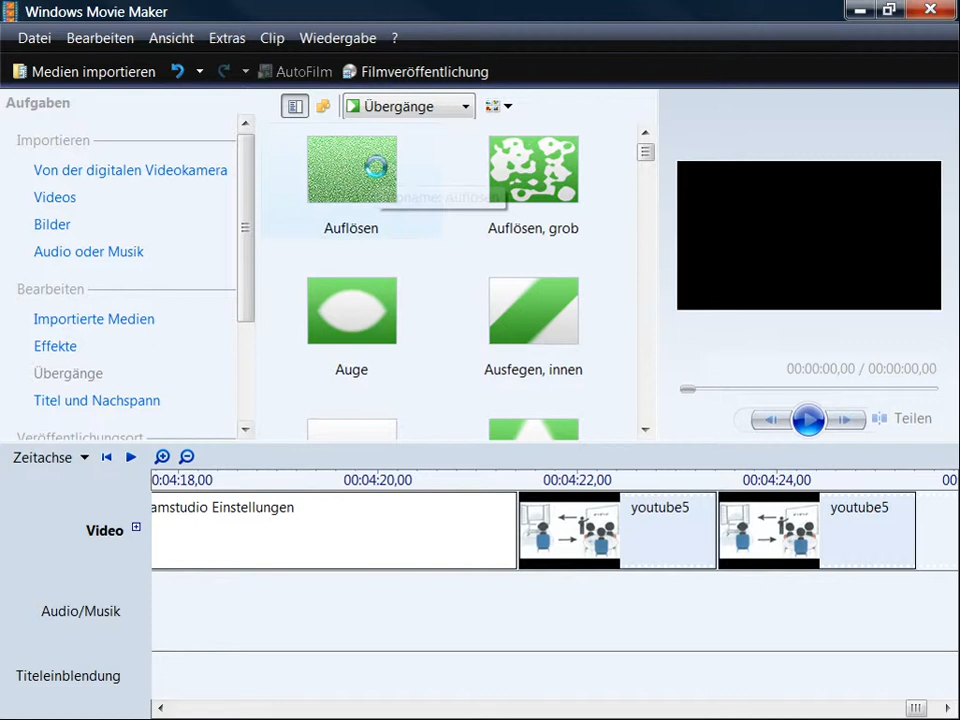 Windows Movie Maker
Datei Bearbeiten Ansicht Extras Clip Wiedergabe ?
Medien importieren AutoFilm Filmveröffentlichung
Aufgaben
Übergänge
Importieren
Von der digitalen Videokamera
Videos
Bilder
Audio oder Musik
Bearbeiten
Importierte Medien
Effekte
Übergänge
Titel und Nachspann
Veröffentlichungsort
Auflösen
Auflösen, grob
Auge
Ausfegen, innen
00:00:00,00 / 00:00:00,00
Teilen
Zeitachse
0:04:18,00 00:04:20,00 00:04:22,00 00:04:24,00 00
Video
amstudio Einstellungen
youtube5
youtube5
Audio/Musik
Titeleinblendung